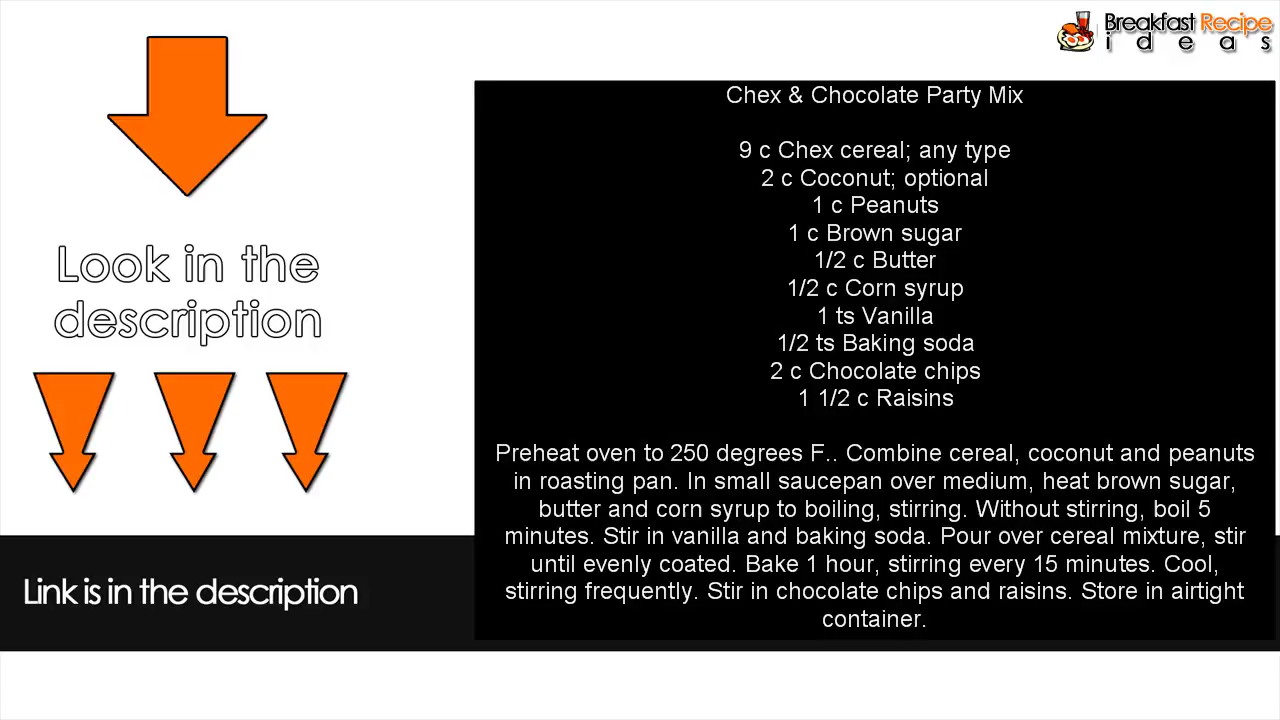 Breakfast Recipe
ideas
Look in the
description
Link is in the description
Chex & Chocolate Party Mix
9 c Chex cereal; any type
2 c Coconut; optional
1 c Peanuts
1 c Brown sugar
1/2 c Butter
1/2 c Corn syrup
1 ts Vanilla
1/2 ts Baking soda
2 c Chocolate chips
1 1/2 c Raisins
Preheat oven to 250 degrees F.. Combine cereal, coconut and peanuts
in roasting pan. In small saucepan over medium, heat brown sugar,
butter and corn syrup to boiling, stirring. Without stirring, boil 5
minutes. Stir in vanilla and baking soda. Pour over cereal mixture, stir
until evenly coated. Bake 1 hour, stirring every 15 minutes. Cool,
stirring frequently. Stir in chocolate chips and raisins. Store in airtight
container.